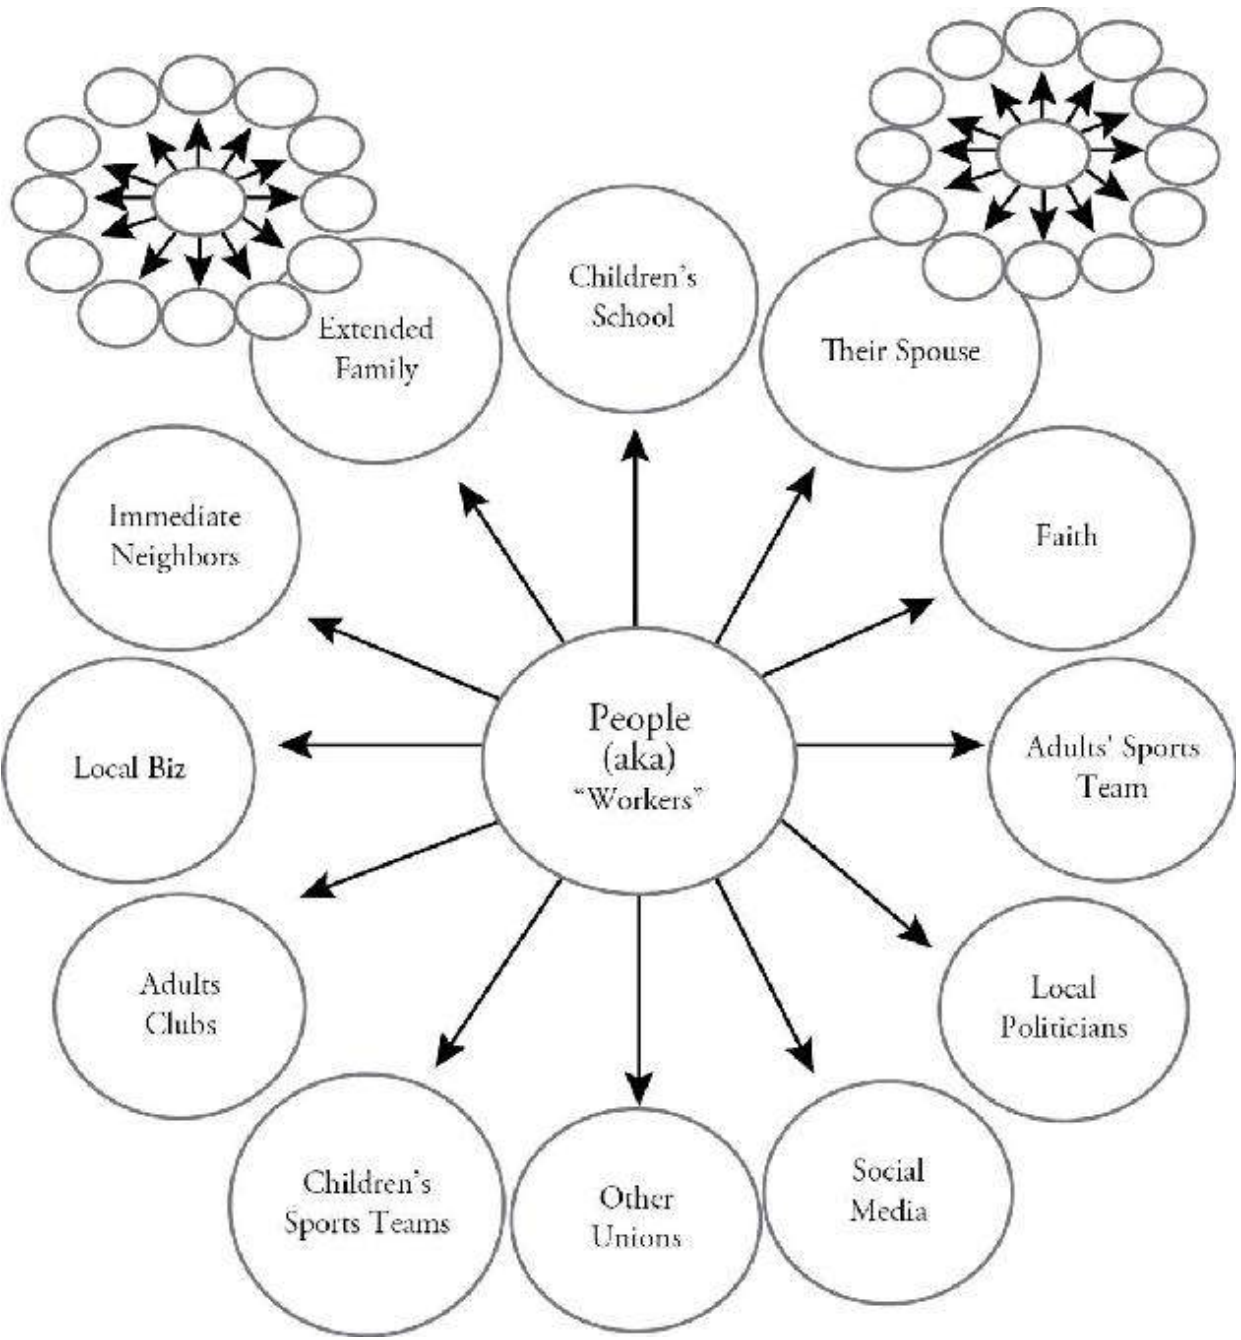 Children's
School
Extended
Family
Their Spouse
Immediate
Neighbors
Faith
People
(aka)
"Workers"
Local Biz
Adults' Sports
Team
Adults
Clubs
Local
Politicians
Children's
Sports Teams
Other
Unions
Social
Media